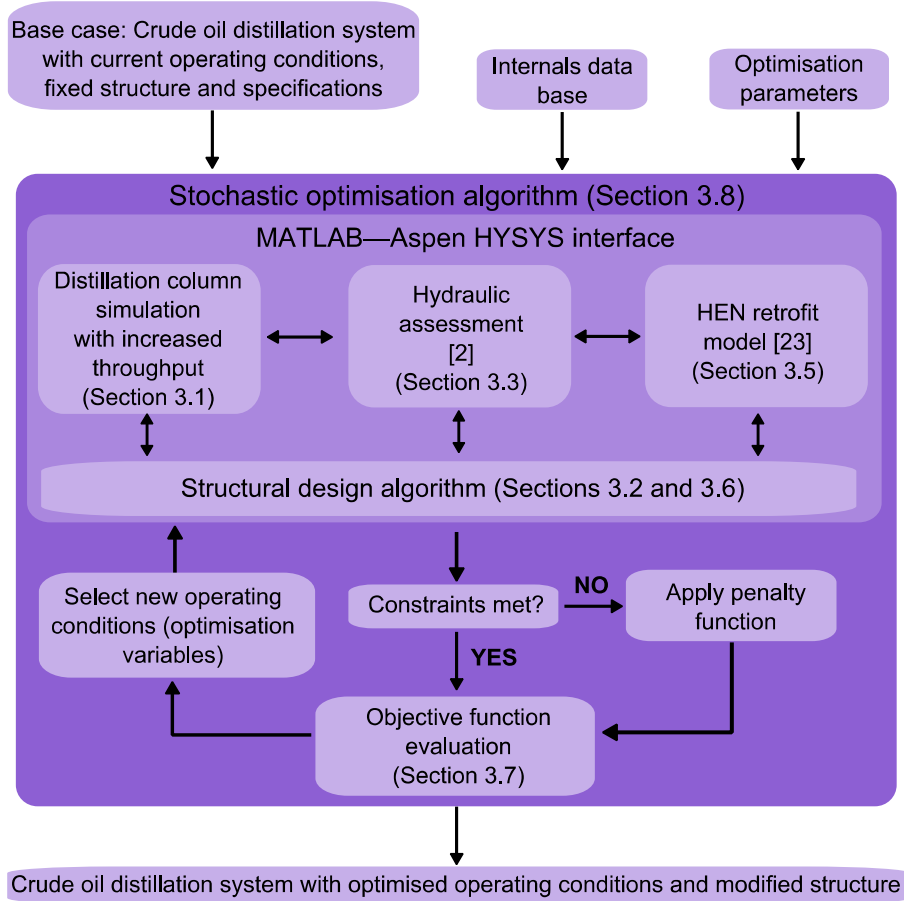 Base case: Crude oil distillation system
with current operating conditions,
fixed structure and specifications
Internals data
base
Optimisation
parameters
Stochastic optimisation algorithm (Section 3.8)
MATLAB—Aspen HYSYS interface
Distillation column
simulation
with increased
throughput
(Section 3.1)
Hydraulic
assessment
[2]
(Section 3.3)
HEN retrofit
model [23]
(Section 3.5)
Structural design algorithm (Sections 3.2 and 3.6)
Select new operating
conditions (optimisation
variables)
Constraints met?
NO
Apply penalty
function
YES
Objective function
evaluation
(Section 3.7)
Crude oil distillation system with optimised operating conditions and modified structure